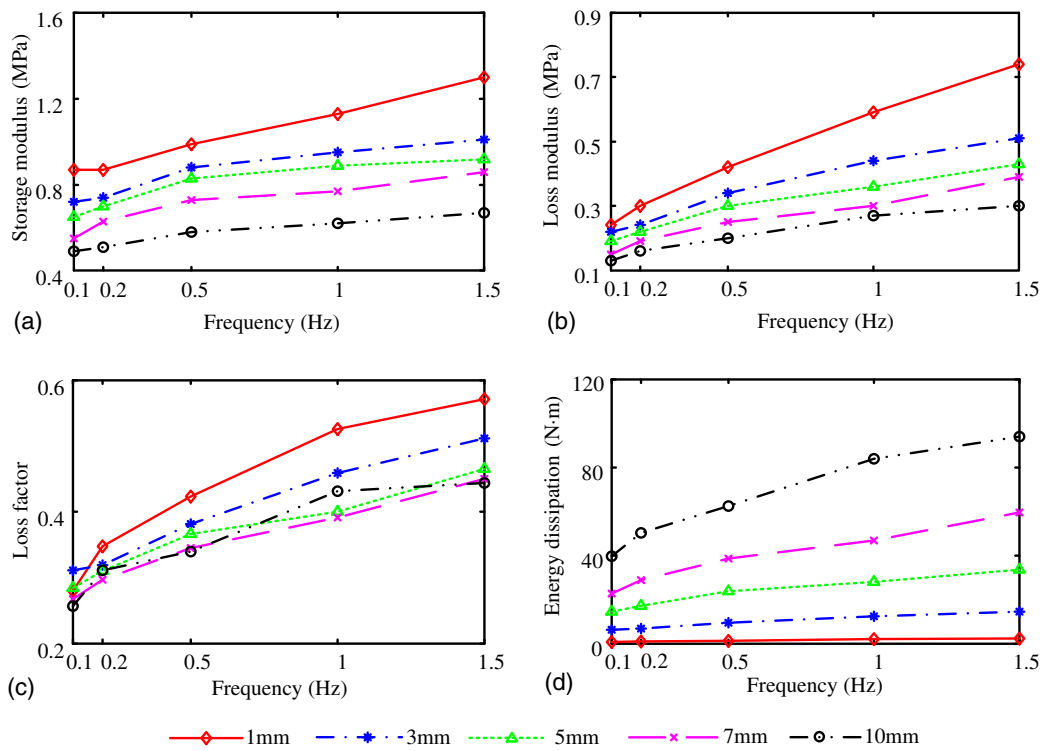 1.6
1.2
0.8
0.4
Storage modulus (MPa)
0.1 0.2 0.5 1 1.5
(a) Frequency (Hz)
0.9
0.7
0.5
0.3
0.1
Loss modulus (MPa)
0.1 0.2 0.5 1 1.5
(b) Frequency (Hz)
0.6
0.4
0.2
Loss factor
0.1 0.2 0.5 1 1.5
(c) Frequency (Hz)
120
80
40
0
Energy dissipation (N·m)
0.1 0.2 0.5 1 1.5
(d) Frequency (Hz)
1mm 3mm 5mm 7mm 10mm